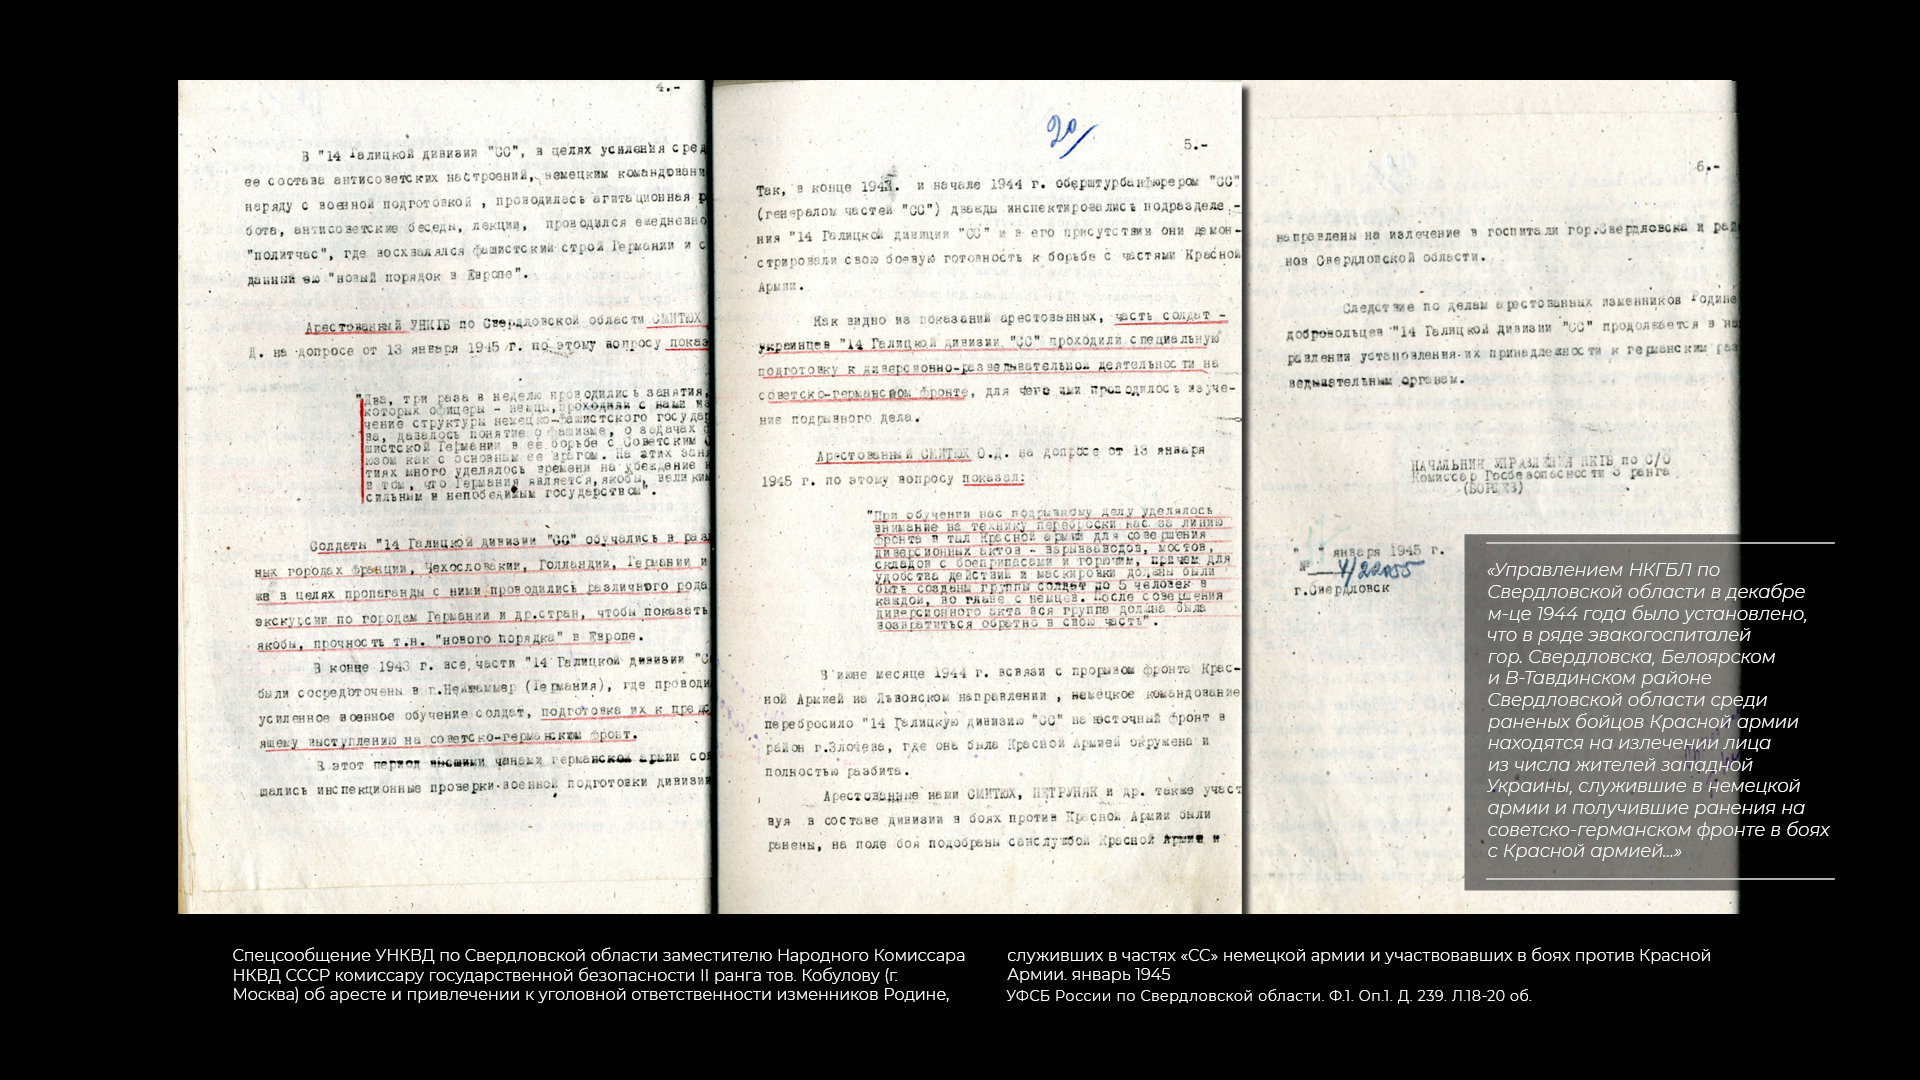 4.-
В "14 Галицкой дивизии "СС", в целях усиления сред
ее состава антисоветских настроений, немецким командовани
наряду с военной подготовкой , проводилась агитационная р
бота, антисоветские беседы, лекции, проводился ежедневно
"политчас", где восхвалялся фашистский строй Германии и с
данный ею "новый порядок в Европе".
Арестованный УНКГБ по Свердловской области СМИТЮХ
Д. на допросе от 13 января 1945 г. по этому вопросу показ
"Два, три раза в неделю проводились занятия,
которых офицеры - немцы, проходили с нами из
чение структуры немецко-фашистского государ
ва, давалось понятие о фашизме, о задачах ф
шистской Германии в ее борьбе с Советским С
юзом как с основным ее врагом. На этих заня
тиях много уделялось времени на убеждение н
в том, что Германия является, якобы, великим
сильным и непобедимым государством".
Солдаты "14 Галицкой дивизии "СС" обучались в раз
ных городах Франции, Чехословакии, Голландии, Германии и
же в целях пропаганды с ними проводились различного рода
экскурсии по городам Германии и др.стран, чтобы показать
якобы, прочность т.н. "нового порядка" в Европе.
В конце 1943 г. все части "14 Галицкой дивизии "С
были сосредоточены в г.Нейгаммер (Германия), где проводи
усиленное военное обучение солдат, подготовка их к предс
ящему выступлению на советско-германским фронт.
В этот период высшими чинами германской армии сов
шались инспекционные проверки военной подготовки дивизии
20/
5.-
Так, в конце 1943. и начале 1944 г. оберштурбанфюрером "СС"
(генералом частей "СС") дважды инспектировались подразделе-
ния "14 Галицкой дивиции "СС" и в его присутствии они демон-
стрировали свою боевую готовность к борьбе с частями Красной
Армии.
Как видно из показаний арестованных, часть солдат -
украинцев "14 Галицкой дивизии "СС" проходили специальную
подготовку к диверсионно-разведывательной деятельности на
советско-германском фронте, для чего ими проводилось изуче-
ние подрывного дела.
Арестованный СМИТЮХ О.Д. на допросе от 13 января
1945 г. по этому вопросу показал:
"При обучении нас подрывному делу уделялось
внимание на технику переброски нас за линию
фронта в тыл Красной армии для совершения
диверсионных актов - взрыва заводов, мостов,
складов с боеприпасами и горючим, причем для
удобства действий и маскировки должны были
быть созданы группы солдат по 5 человек в
каждой, во главе с немцев. После совершения
диверсионного акта вся группа должна была
возвратиться обратно в свою часть".
В июне месяце 1944 г. всвязи с прорывом фронта Крас-
ной Армией на Львовском направлении , немецкое командование
перебросило "14 Галицкую дивизию "СС" на восточный фронт в
район г.Злочева, где она была Красной Армией окружена и
полностью разбита.
Арестованные нами СМИТЮХ, ПЕТРУНЯК и др. также участ
вуя в составе дивизии в боях против Красной Армии были
ранены, на поле боя подобраны санслужбой Красной Армии и
6.-
направлены на излечение в госпитали гор.Свердловска и рай
нов Свердловской области.
Следствие по делам арестованных изменников Родине
добровольцев "14 Галицкой дивизии "СС" продолжается в на
равлении установления их принадлежности к германским раз
ведывательным органам.
НАЧАЛЬНИК УПРАВЛЕНИЯ НКГБ по С/О
Комиссар Госбезопасности 3 ранга
(БОРЩЕВ)
" " января 1945 г.
№ 4/22055
г.Свердловск
«Управлением НКГБЛ по
Свердловской области в декабре
м-це 1944 года было установлено,
что в ряде эвакогоспиталей
гор. Свердловска, Белоярском
и В-Тавдинском районе
Свердловской области среди
раненых бойцов Красной армии
находятся на излечении лица
из числа жителей западной
Украины, служившие в немецкой
армии и получившие ранения на
советско-германском фронте в боях
с Красной армией...»
Спецсообщение УНКВД по Свердловской области заместителю Народного Комиссара
НКВД СССР комиссару государственной безопасности II ранга тов. Кобулову (г.
Москва) об аресте и привлечении к уголовной ответственности изменников Родине,
служивших в частях «СС» немецкой армии и участвовавших в боях против Красной
Армии. январь 1945
УФСБ России по Свердловской области. Ф.1. Оп.1. Д. 239. Л.18-20 об.